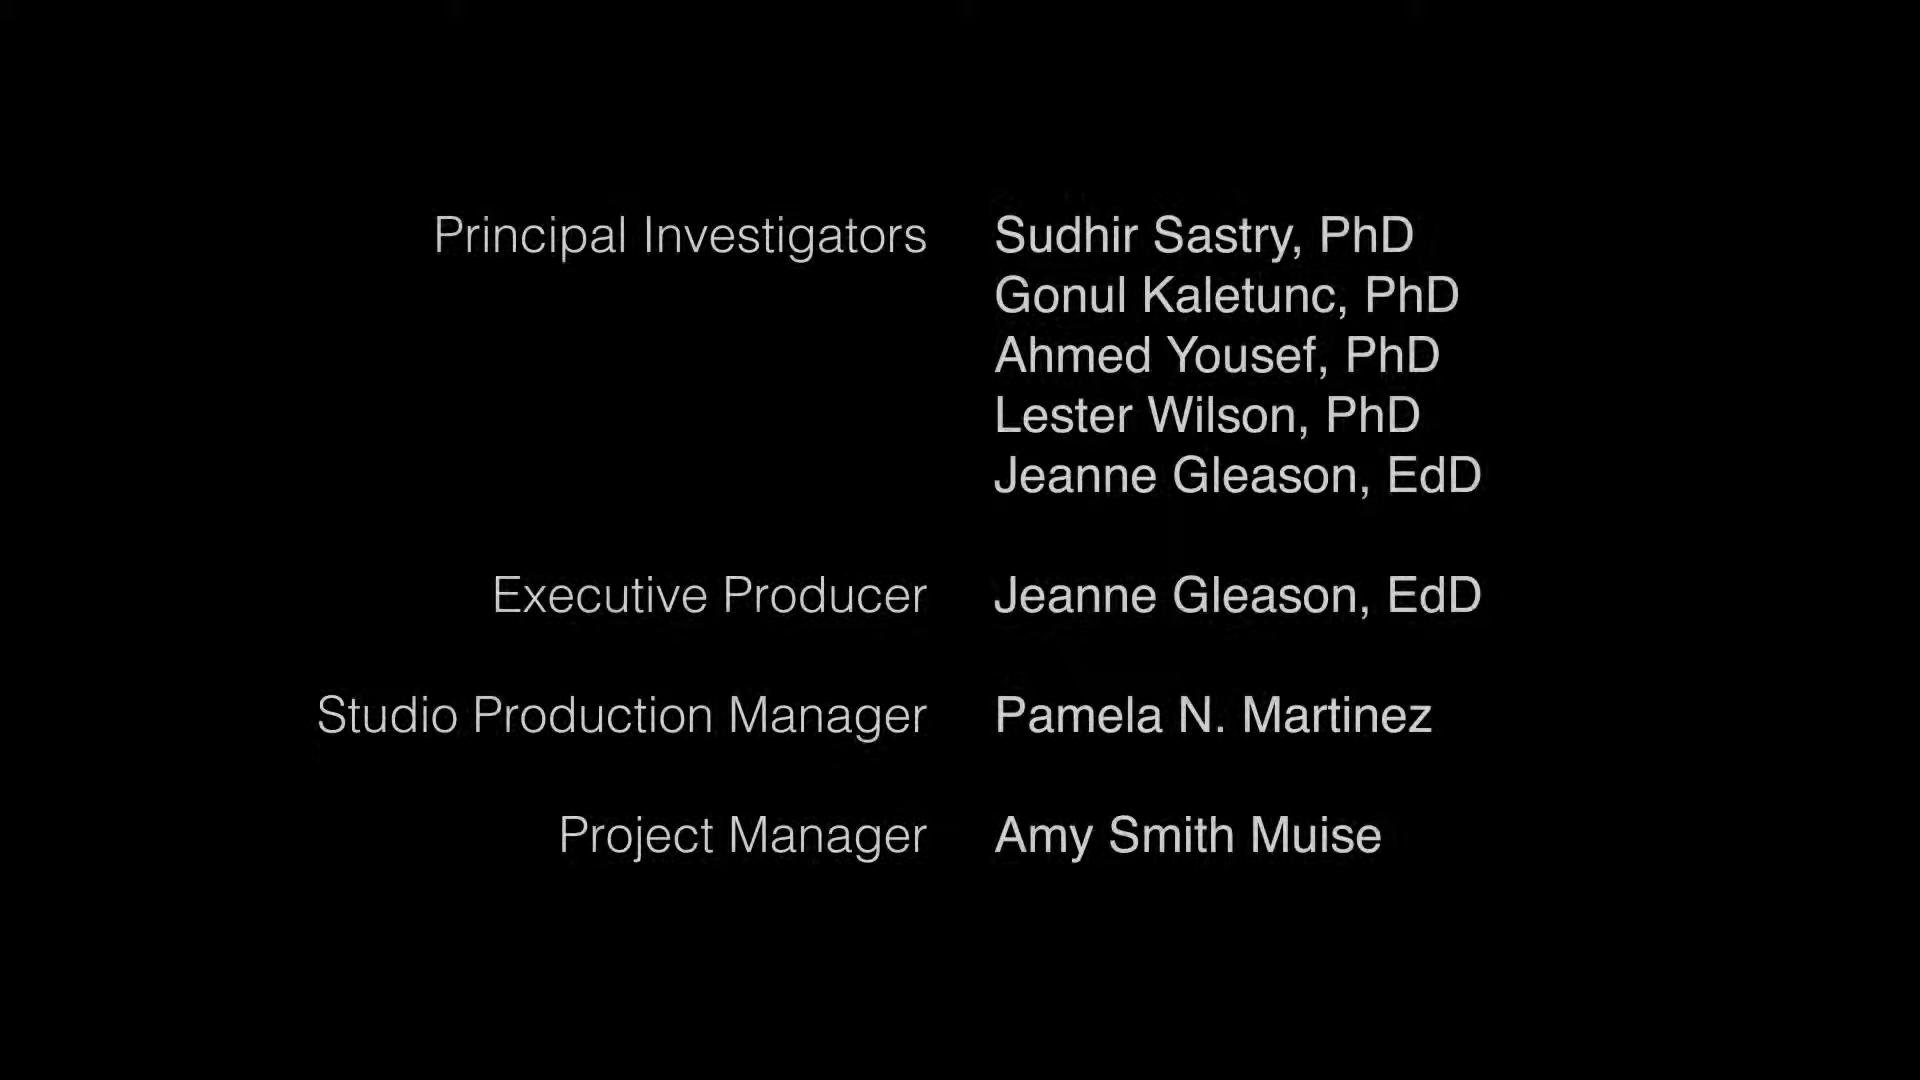 Principal Investigators Sudhir Sastry, PhD
Gonul Kaletunc, PhD
Ahmed Yousef, PhD
Lester Wilson, PhD
Jeanne Gleason, EdD
Executive Producer Jeanne Gleason, EdD
Studio Production Manager Pamela N. Martinez
Project Manager Amy Smith Muise